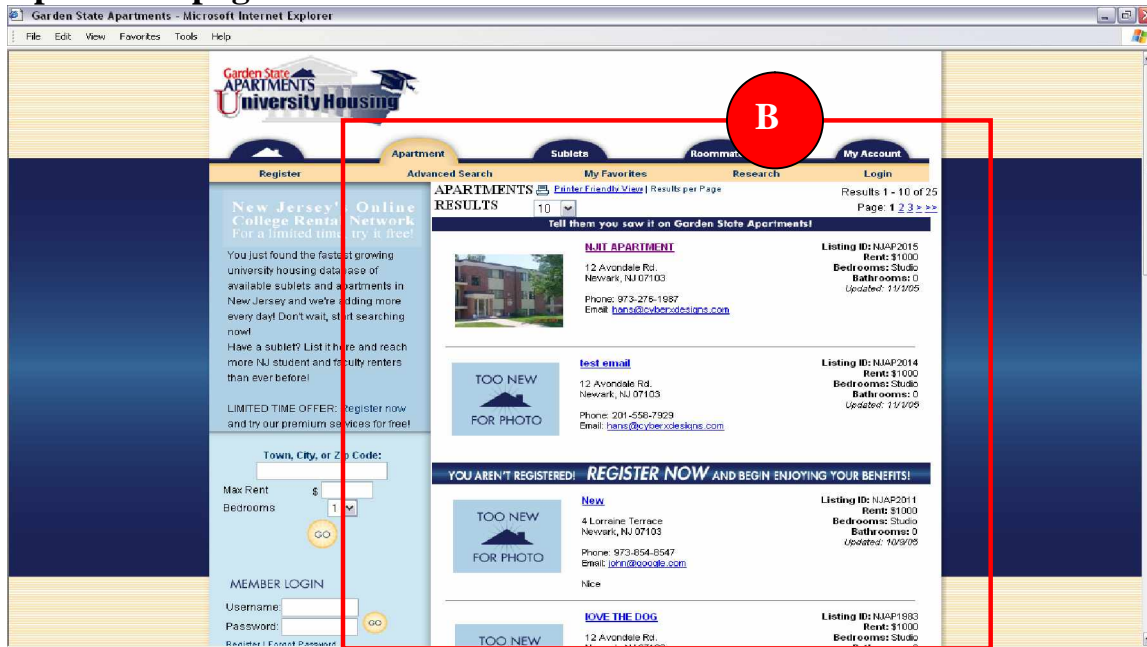 Garden State Apartments - Microsoft Internet Explorer
File Edit View Favorites Tools Help
Garden State
APARTMENTS
University Housing
B
Apartment Sublets My Account
Register Advanced Search My Favorites Research Login
New Jersey's Online
College Rental Network
For a limited time, try it free!
You just found the fastest growing
university housing database of
available sublets and apartments in
New Jersey and we're adding more
every day! Don't wait, start searching
now!
Have a sublet? List it here and reach
more NJ student and faculty renters
than ever before!
LIMITED TIME OFFER: Register now
and try our premium services for free!
Town, City, or Zip Code:
Max Rent $
Bedrooms 1
GO
MEMBER LOGIN
Username:
Password:
GO
Register | Forgot Password
APARTMENTS Printer Friendly View | Results per Page
RESULTS 10
Results 1 - 10 of 25
Page: 1 2 3 > >>
Tell them you saw it on Garden State Apartments!
NJIT APARTMENT
12 Avondale Rd.
Newark, NJ 07103
Phone: 973-275-1987
Email: hans@cyberxdesigns.com
Listing ID: NJAP2015
Rent: $1000
Bedrooms: Studio
Bathrooms: 0
Updated: 11/1/05
TOO NEW
FOR PHOTO
test email
12 Avondale Rd.
Newark, NJ 07103
Phone: 201-558-7929
Email: hans@cyberxdesigns.com
Listing ID: NJAP2014
Rent: $1000
Bedrooms: Studio
Bathrooms: 0
Updated: 11/1/05
YOU AREN'T REGISTERED! REGISTER NOW AND BEGIN ENJOYING YOUR BENEFITS!
TOO NEW
FOR PHOTO
New
4 Lorraine Terrace
Newark, NJ 07103
Phone: 973-854-8547
Email: john@google.com
Nice
Listing ID: NJAP2011
Rent: $1000
Bedrooms: Studio
Bathrooms: 0
Updated: 10/9/05
TOO NEW
IOVE THE DOG
12 Avondale Rd.
Listing ID: NJAP1983
Rent: $1000
Bedrooms: Studio